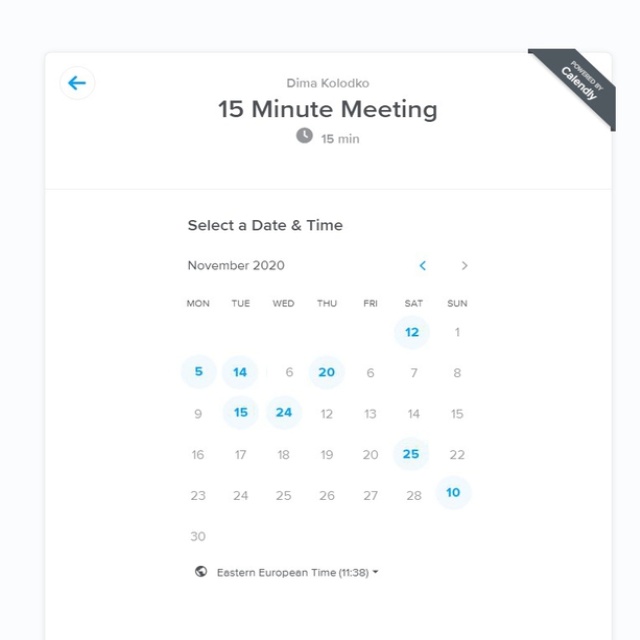 POWERED BY
Calendly
Dima Kolodko
15 Minute Meeting
15 min
Select a Date & Time
November 2020
MON TUE WED THU FRI SAT SUN
12 1
5 14 6 20 6 7 8
9 15 24 12 13 14 15
16 17 18 19 20 25 22
23 24 25 26 27 28 10
30
Eastern European Time (11:38)